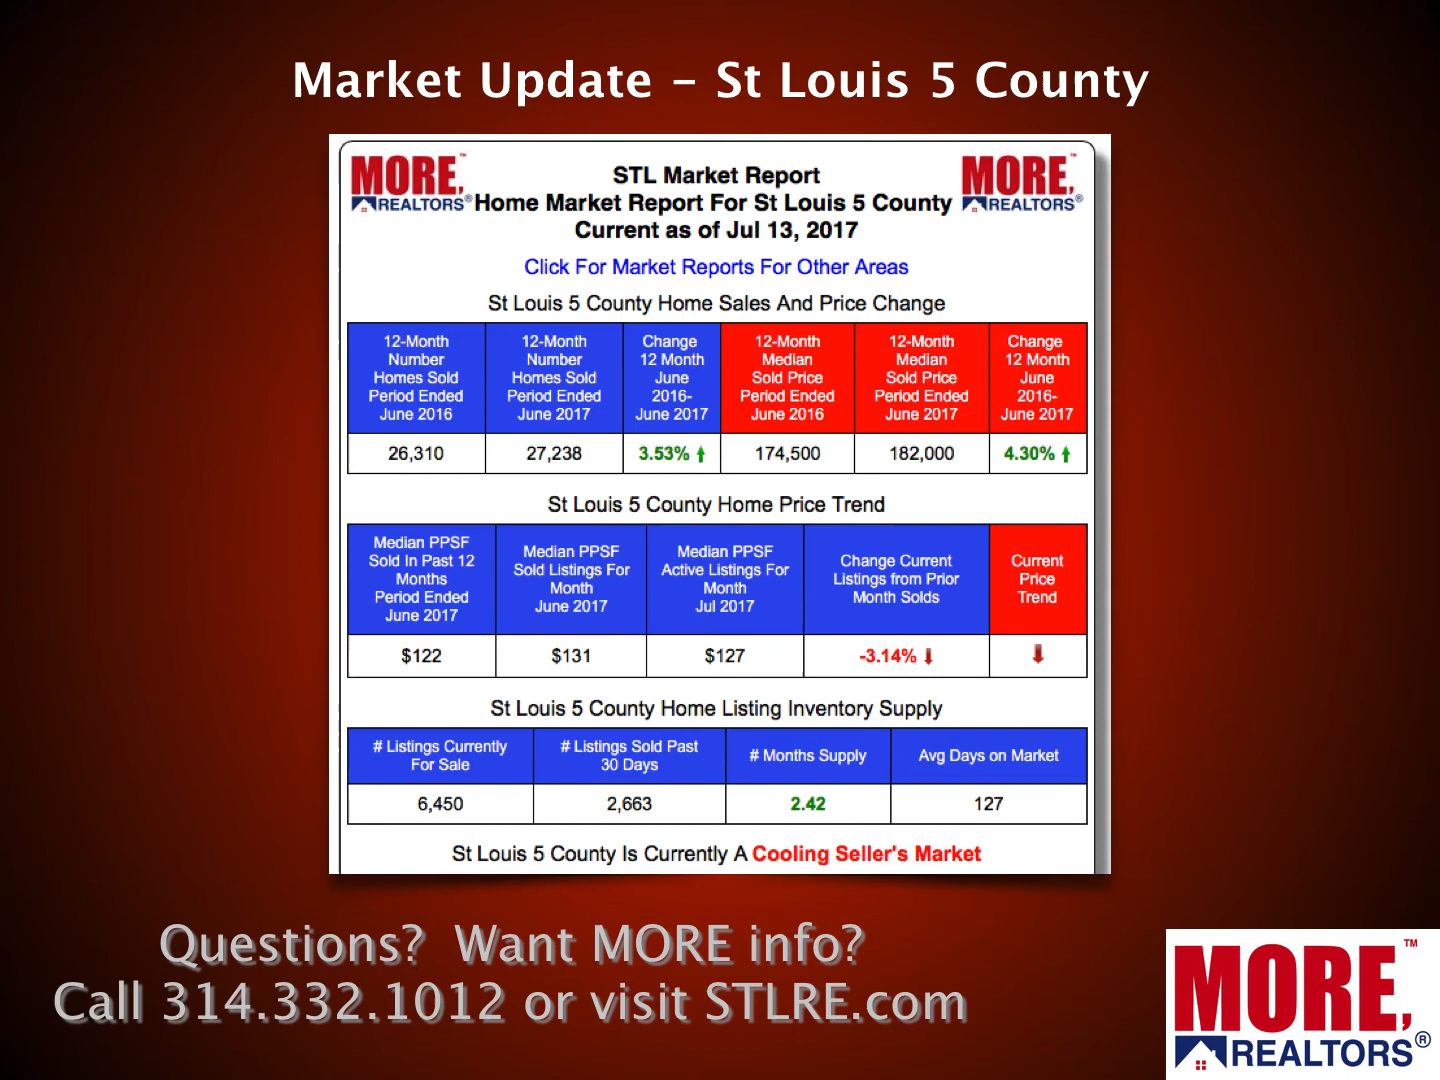 Market Update - St Louis 5 County
MORE,™
REALTORS®
MORE,™
REALTORS®
STL Market Report
Home Market Report For St Louis 5 County
Current as of Jul 13, 2017
Click For Market Reports For Other Areas
St Louis 5 County Home Sales And Price Change
12-Month Number Homes Sold Period Ended June 2016
12-Month Number Homes Sold Period Ended June 2017
Change 12 Month June 2016- June 2017
12-Month Median Sold Price Period Ended June 2016
12-Month Median Sold Price Period Ended June 2017
Change 12 Month June 2016- June 2017
26,310 27,238 3.53% 174,500 182,000 4.30%
St Louis 5 County Home Price Trend
Median PPSF Sold In Past 12 Months Period Ended June 2017
Median PPSF Sold Listings For Month June 2017
Median PPSF Active Listings For Month Jul 2017
Change Current Listings from Prior Month Solds
Current Price Trend
$122 $131 $127 -3.14%
St Louis 5 County Home Listing Inventory Supply
# Listings Currently For Sale
# Listings Sold Past 30 Days
# Months Supply
Avg Days on Market
6,450 2,663 2.42 127
St Louis 5 County Is Currently A Cooling Seller's Market
Questions? Want MORE info?
Call 314.332.1012 or visit STLRE.com
MORE,™
REALTORS®